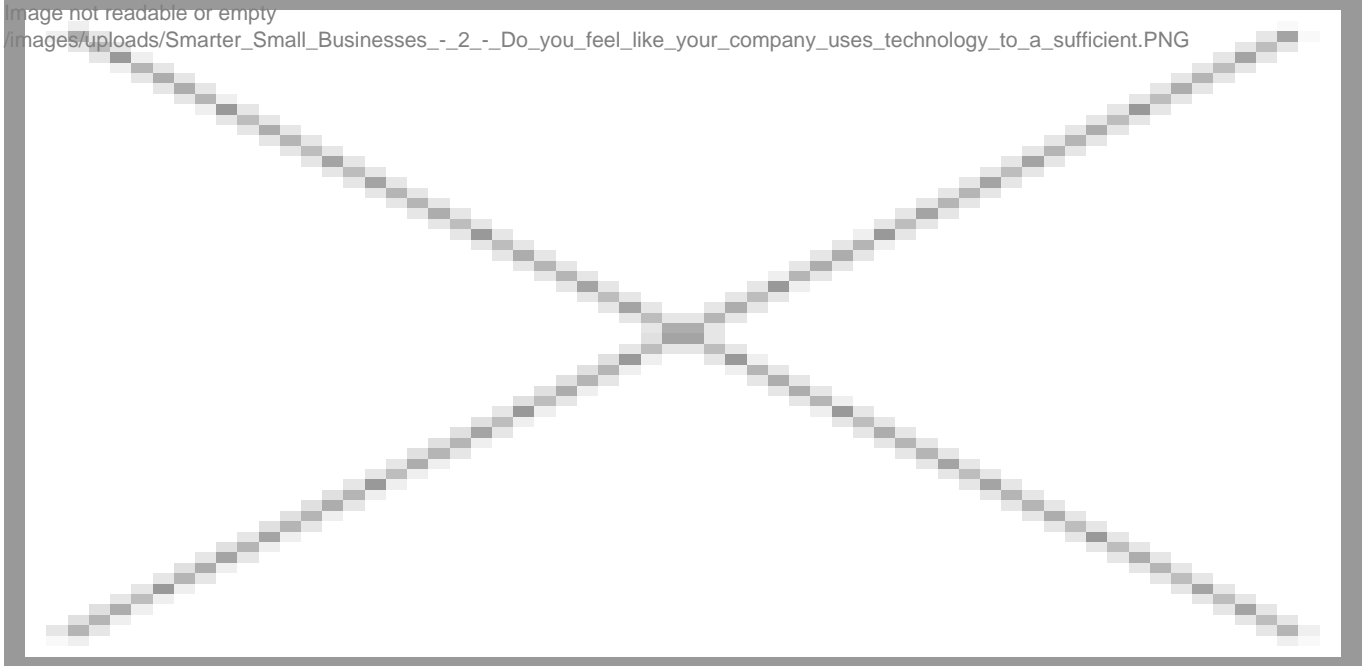 Image not readable or empty
/images/uploads/Smarter_Small_Businesses_-_2_-_Do_you_feel_like_your_company_uses_technology_to_a_sufficient.PNG